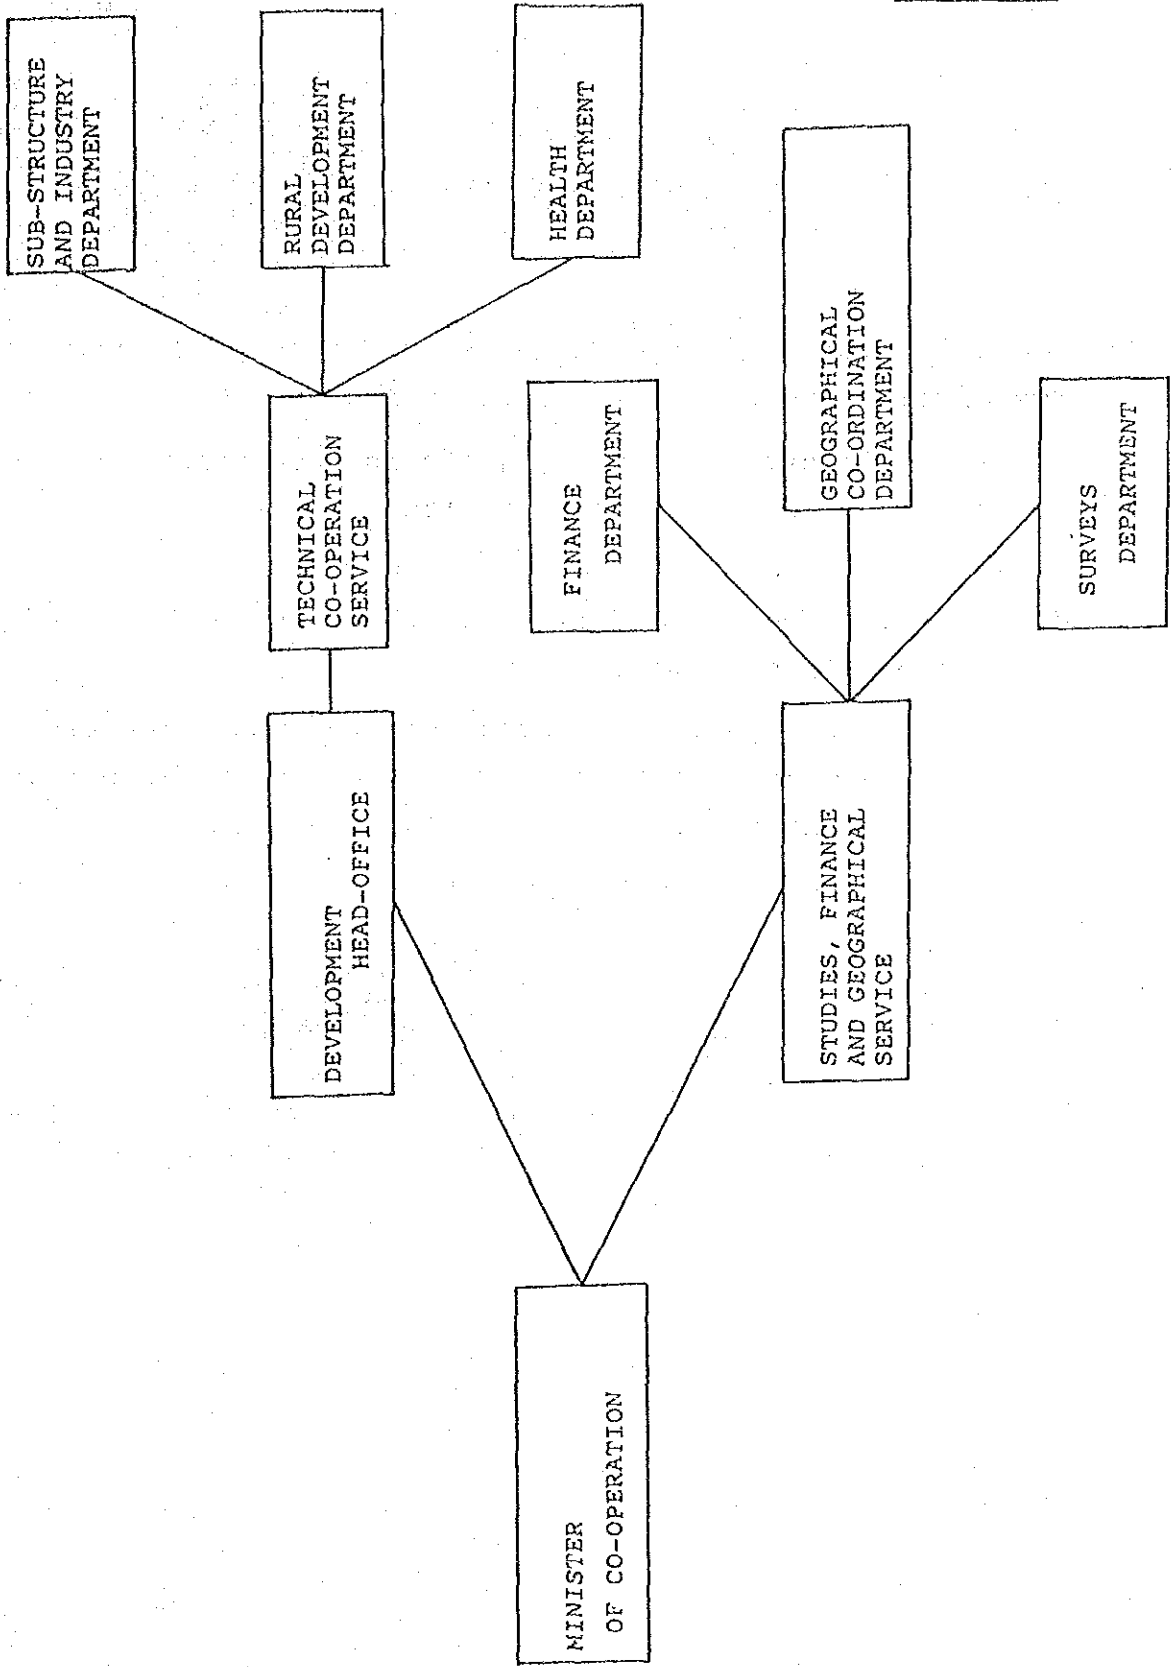 MINISTER
OF CO-OPERATION
DEVELOPMENT
HEAD-OFFICE
TECHNICAL
CO-OPERATION
SERVICE
SUB-STRUCTURE
AND INDUSTRY
DEPARTMENT
RURAL
DEVELOPMENT
DEPARTMENT
HEALTH
DEPARTMENT
STUDIES, FINANCE
AND GEOGRAPHICAL
SERVICE
FINANCE
DEPARTMENT
GEOGRAPHICAL
CO-ORDINATION
DEPARTMENT
SURVEYS
DEPARTMENT